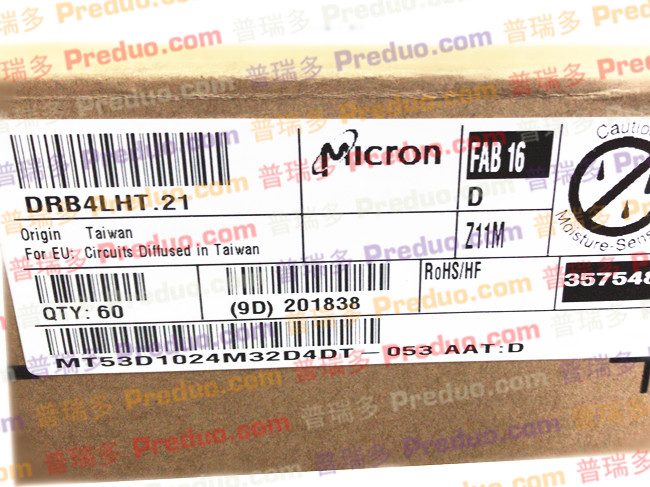 普瑞多 Preduo.com
Micron
FAB 16
Caution
DRB4LHT.21
D
Origin Taiwan
For EU: Circuits Diffused in Taiwan
Z11M
Moisture-Sens
RoHS/HF
357548
QTY: 60
(9D) 201838
MT53D1024M32D4DT-053 AAT:D